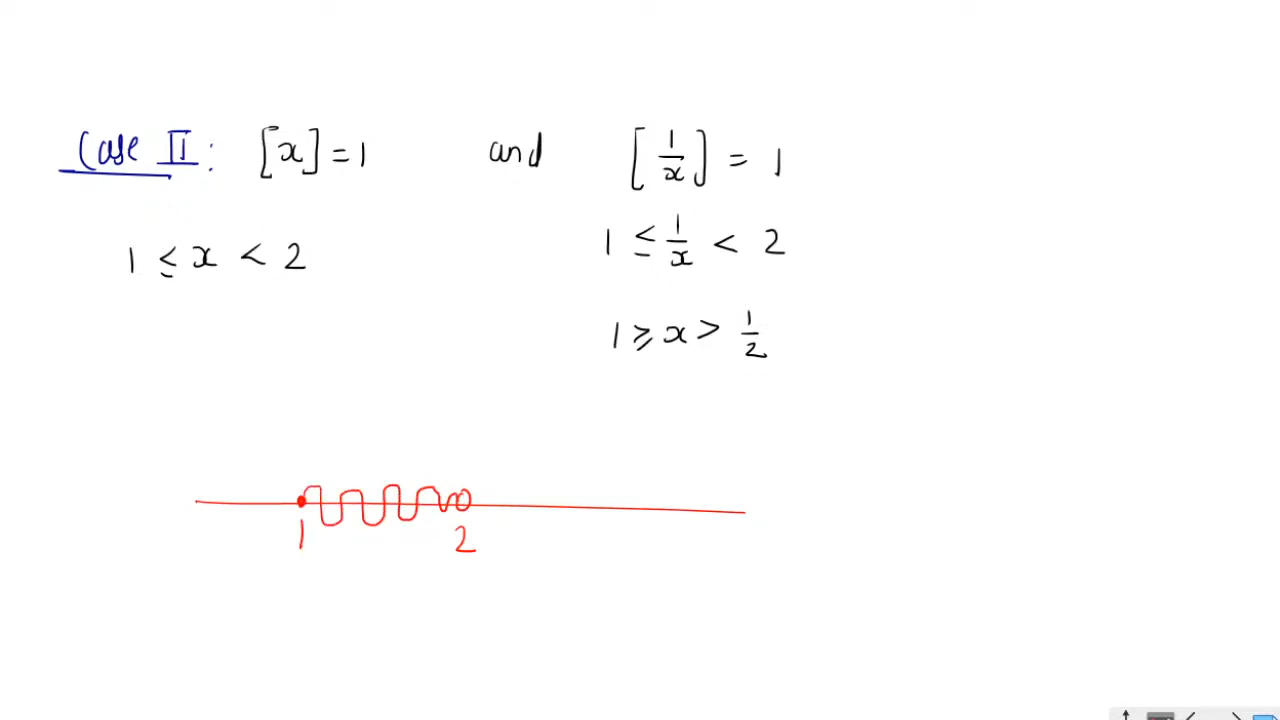 Case II: [x] = 1 and [1/x] = 1
1 ≤ x < 2
1 ≤ 1/x < 2
1 ≥ x > 1/2
1 2